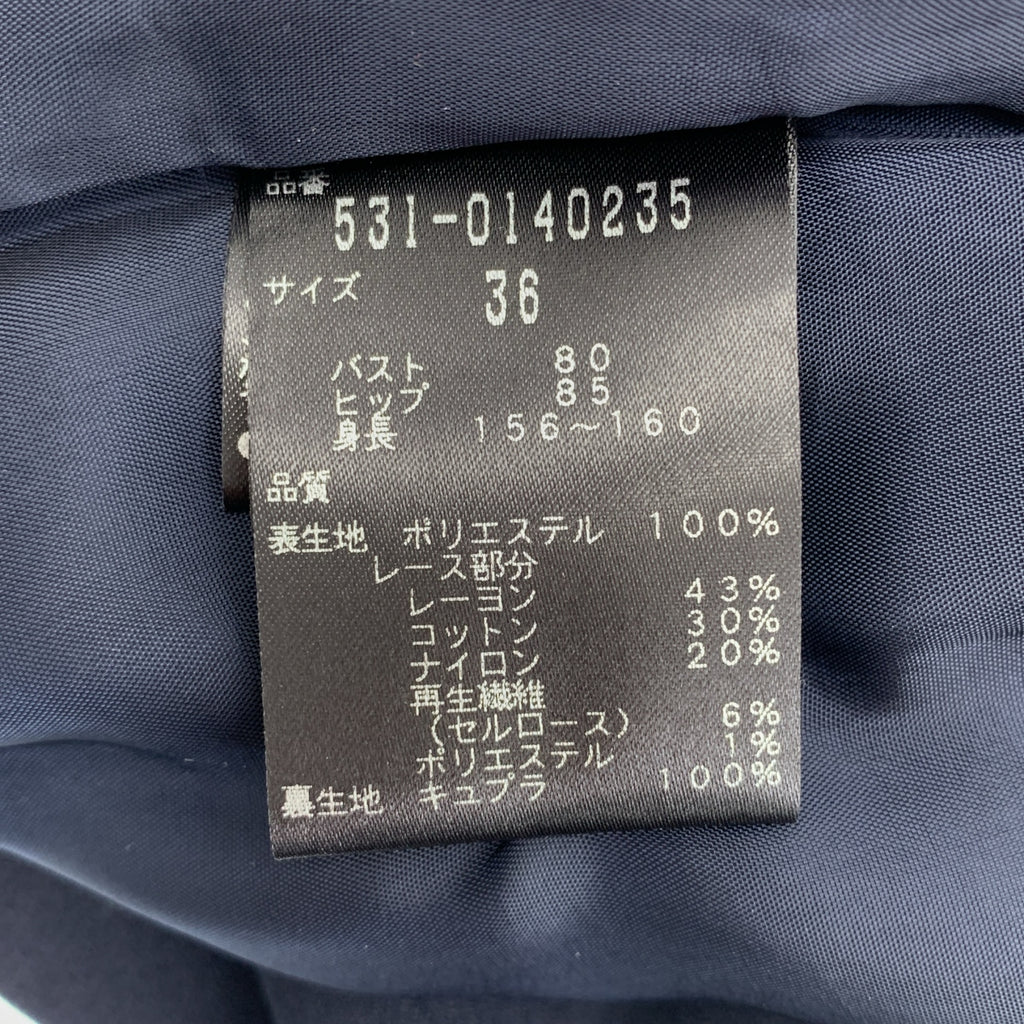 品番
531-0140235
サイズ 36
バスト 80
ヒップ 85
身長 156～160
品質
表生地 ポリエステル 100%
レース部分
レーヨン 43%
コットン 30%
ナイロン 20%
再生繊維
(セルロース) 6%
ポリエステル 1%
裏生地 キュプラ 100%